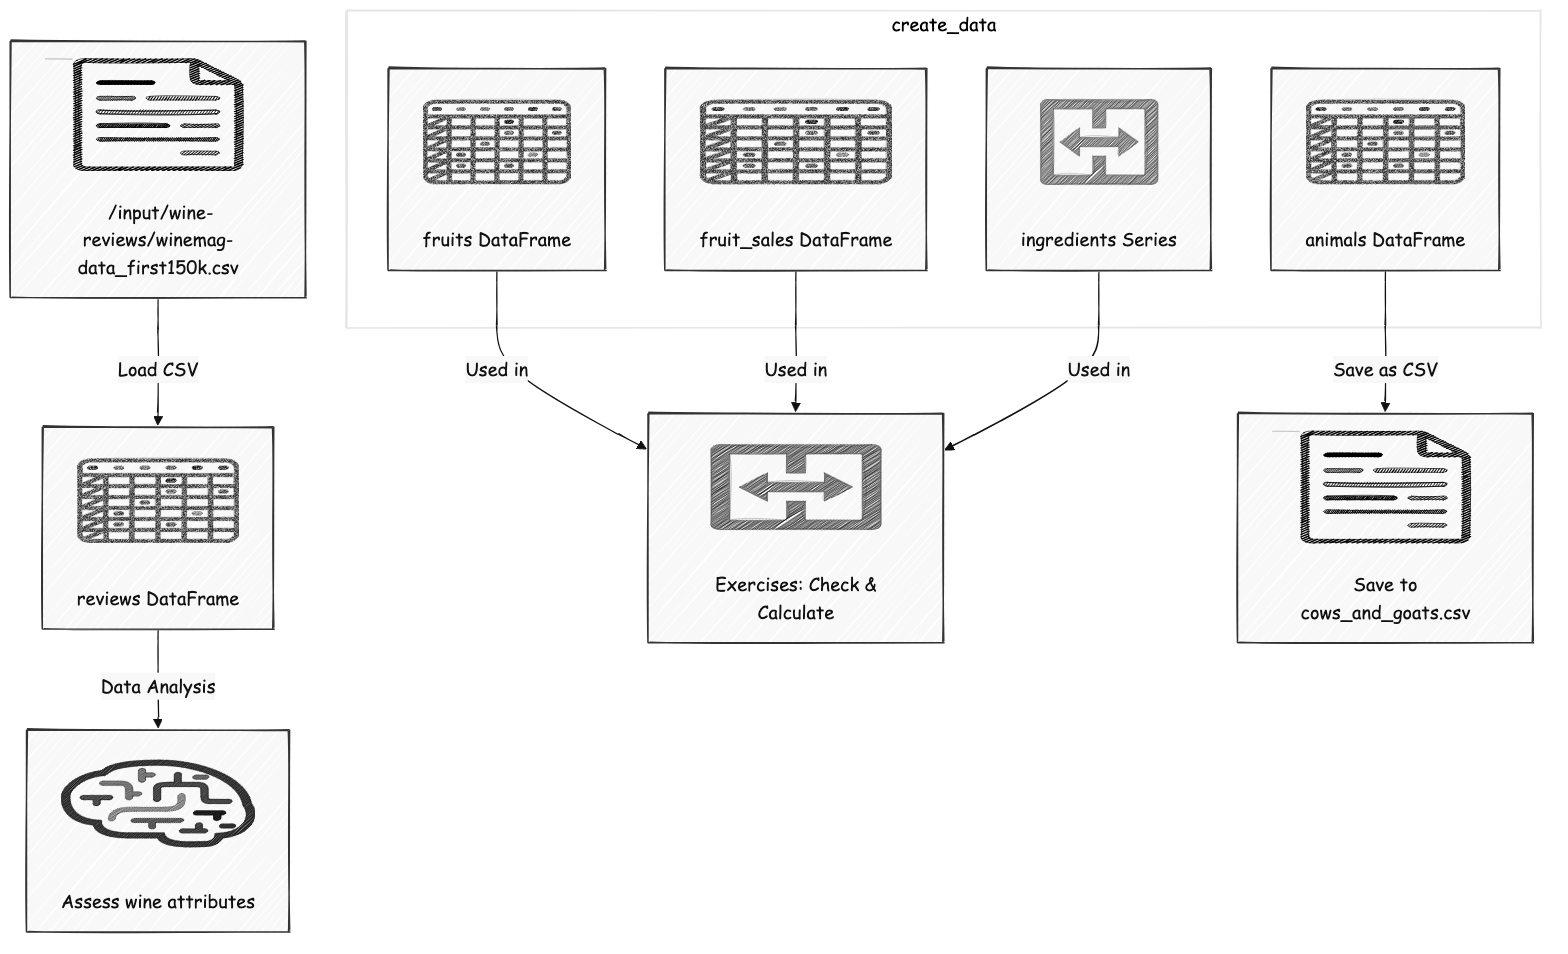 create_data
/input/wine-
reviews/winemag-
data_first150k.csv
fruits DataFrame
fruit_sales DataFrame
ingredients Series
animals DataFrame
Load CSV
Used in
Used in
Used in
Save as CSV
reviews DataFrame
Exercises: Check &
Calculate
Save to
cows_and_goats.csv
Data Analysis
Assess wine attributes